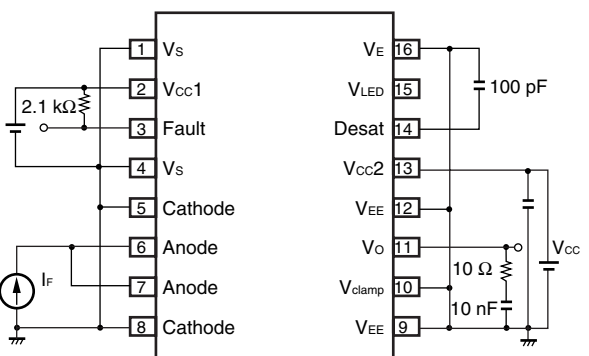 1 VS
2 VCC1
3 Fault
4 VS
5 Cathode
6 Anode
7 Anode
8 Cathode
2.1 kΩ
IF
VE 16
VLED 15
Desat 14
VCC2 13
VEE 12
VO 11
Vclamp 10
VEE 9
100 pF
10 Ω
10 nF
VCC